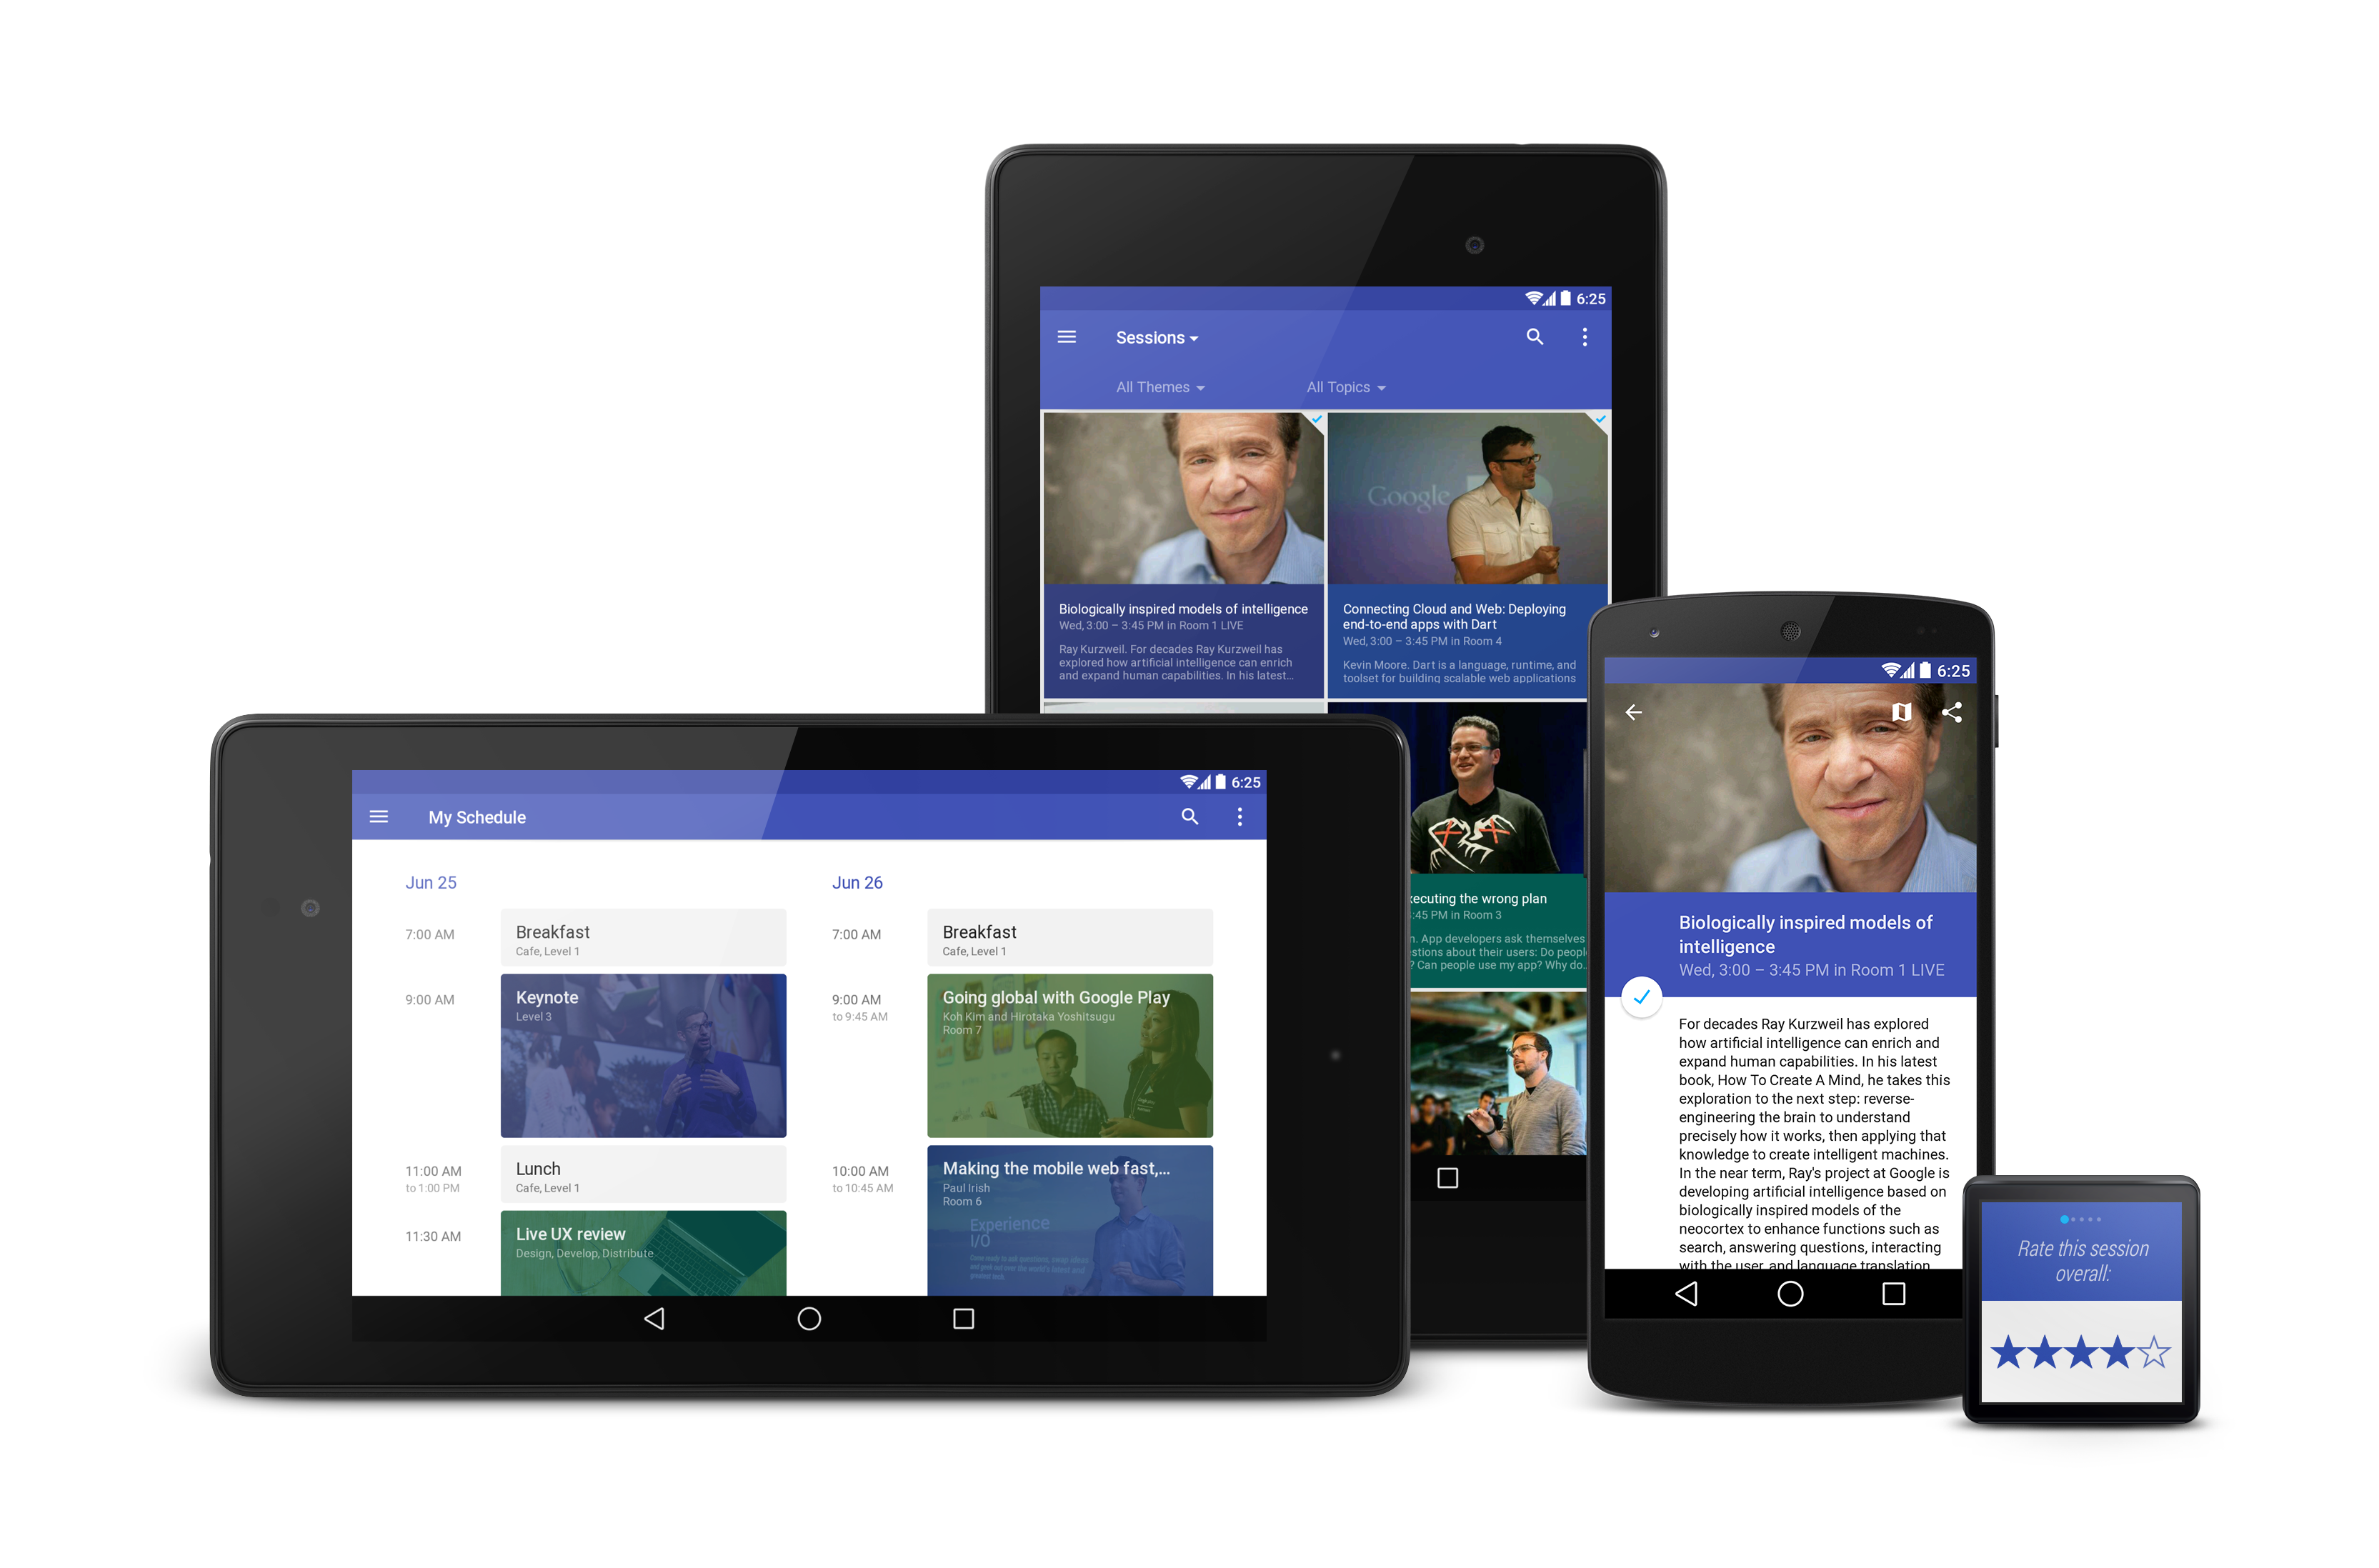 6:25
Sessions
All Themes
All Topics
Google
Biologically inspired models of intelligence
Wed, 3:00 – 3:45 PM in Room 1 LIVE
Ray Kurzweil. For decades Ray Kurzweil has
explored how artificial intelligence can enrich
and expand human capabilities. In his latest...
Connecting Cloud and Web: Deploying
end-to-end apps with Dart
Wed, 3:00 – 3:45 PM in Room 4
Kevin Moore. Dart is a language, runtime, and
toolset for building scalable web applications
xecuting the wrong plan
:45 PM in Room 3
n. App developers ask themselves
estions about their users: Do people
? Can people use my app? Why do...
6:25
My Schedule
Jun 25
7:00 AM
Breakfast
Cafe, Level 1
9:00 AM
Keynote
Level 3
11:00 AM
to 1:00 PM
Lunch
Cafe, Level 1
11:30 AM
Live UX review
Design, Develop, Distribute
Jun 26
7:00 AM
Breakfast
Cafe, Level 1
9:00 AM
to 9:45 AM
Going global with Google Play
Koh Kim and Hirotaka Yoshitsugu
Room 7
10:00 AM
to 10:45 AM
Making the mobile web fast,...
Paul Irish
Room 6
Experience
I/O
6:25
Biologically inspired models of
intelligence
Wed, 3:00 – 3:45 PM in Room 1 LIVE
For decades Ray Kurzweil has explored
how artificial intelligence can enrich and
expand human capabilities. In his latest
book, How To Create A Mind, he takes this
exploration to the next step: reverse-
engineering the brain to understand
precisely how it works, then applying that
knowledge to create intelligent machines.
In the near term, Ray's project at Google is
developing artificial intelligence based on
biologically inspired models of the
neocortex to enhance functions such as
search, answering questions, interacting
with the user, and language translation
Rate this session
overall: